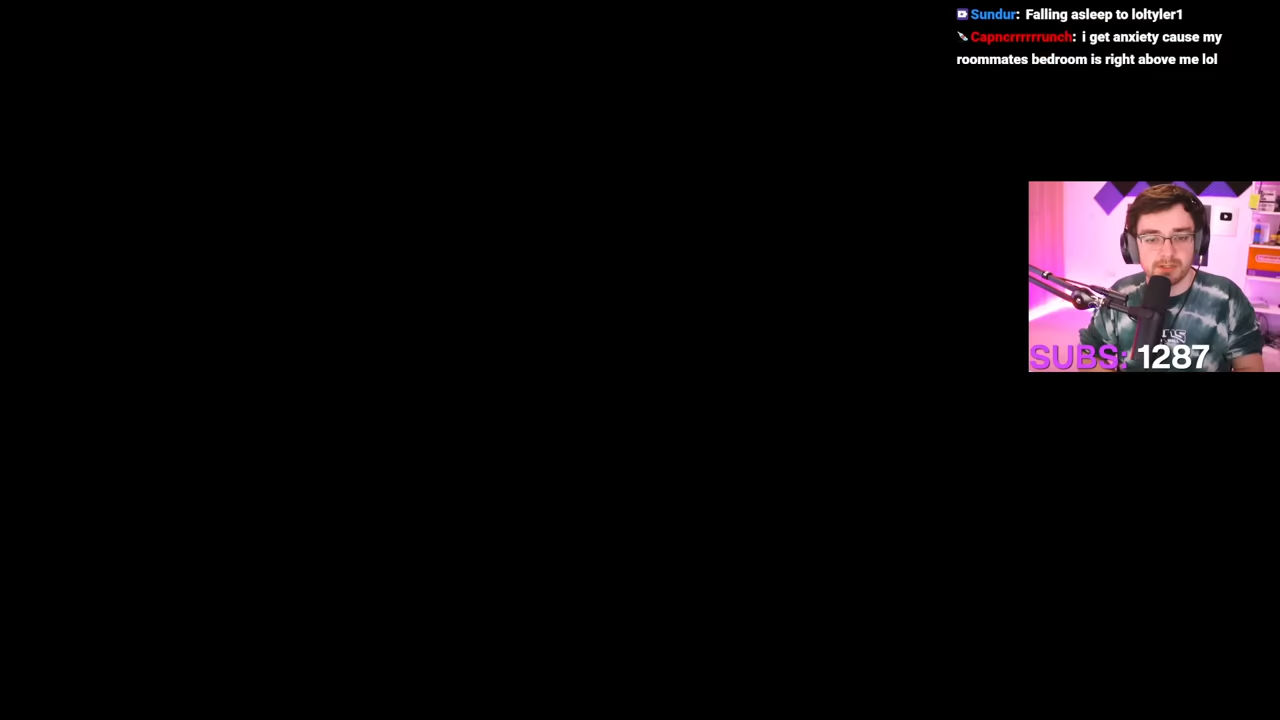 Sundur: Falling asleep to loltyler1
Capncrrrrrrunch: i get anxiety cause my
roommates bedroom is right above me lol
SUBS: 1287